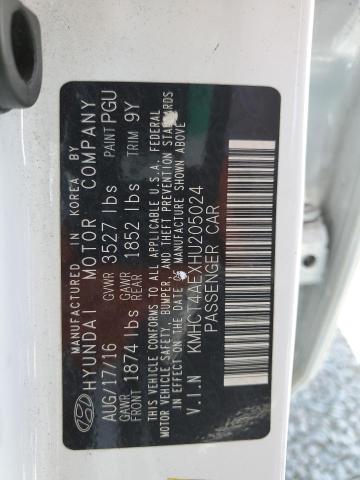 MANUFACTURED IN KOREA BY
HYUNDAI MOTOR COMPANY
AUG/17/16 GVWR 3527 lbs PAINT PGU
GAWR FRONT 1874 lbs GAWR REAR 1852 lbs TRIM 9Y
THIS VEHICLE CONFORMS TO ALL APPLICABLE U.S.A. FEDERAL
MOTOR VEHICLE SAFETY, BUMPER, AND THEFT PREVENTION STANDARDS
IN EFFECT ON THE DATE OF MANUFACTURE SHOWN ABOVE
V.I.N KMHCT4AEXHU205024
PASSENGER CAR